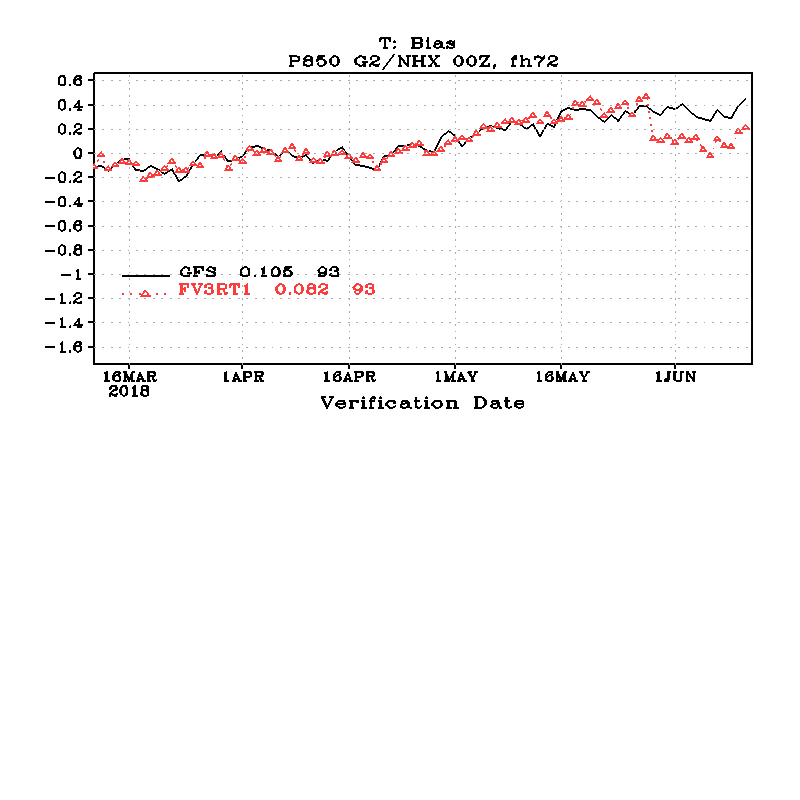 T: Bias
P850 G2/NHX 00Z, fh72
0.6
0.4
0.2
0
-0.2
-0.4
-0.6
-0.8
-1
-1.2
-1.4
-1.6
GFS 0.105 93
FV3RT1 0.082 93
16MAR 1APR 16APR 1MAY 16MAY 1JUN
2018
Verification Date